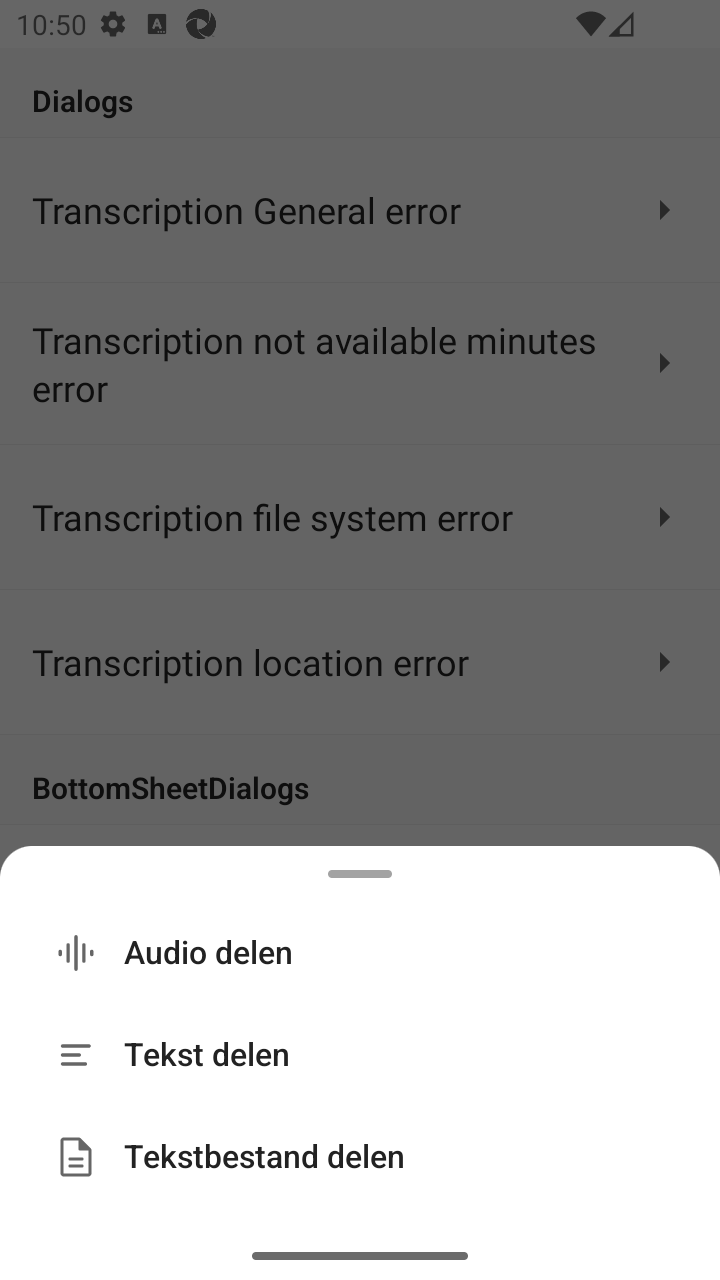 10:50
Dialogs
Transcription General error
Transcription not available minutes
error
Transcription file system error
Transcription location error
BottomSheetDialogs
Audio delen
Tekst delen
Tekstbestand delen